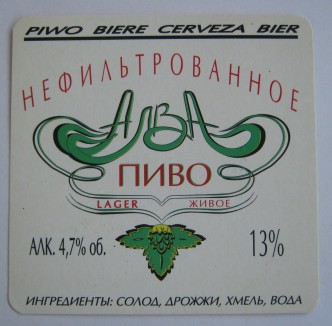 PIWO BIERE CERVEZA BIER
НЕФИЛЬТРОВАННОЕ
АЛВА
ПИВО
LAGER ЖИВОЕ
АЛК. 4,7% об. 13%
ИНГРЕДИЕНТЫ: СОЛОД, ДРОЖЖИ, ХМЕЛЬ, ВОДА